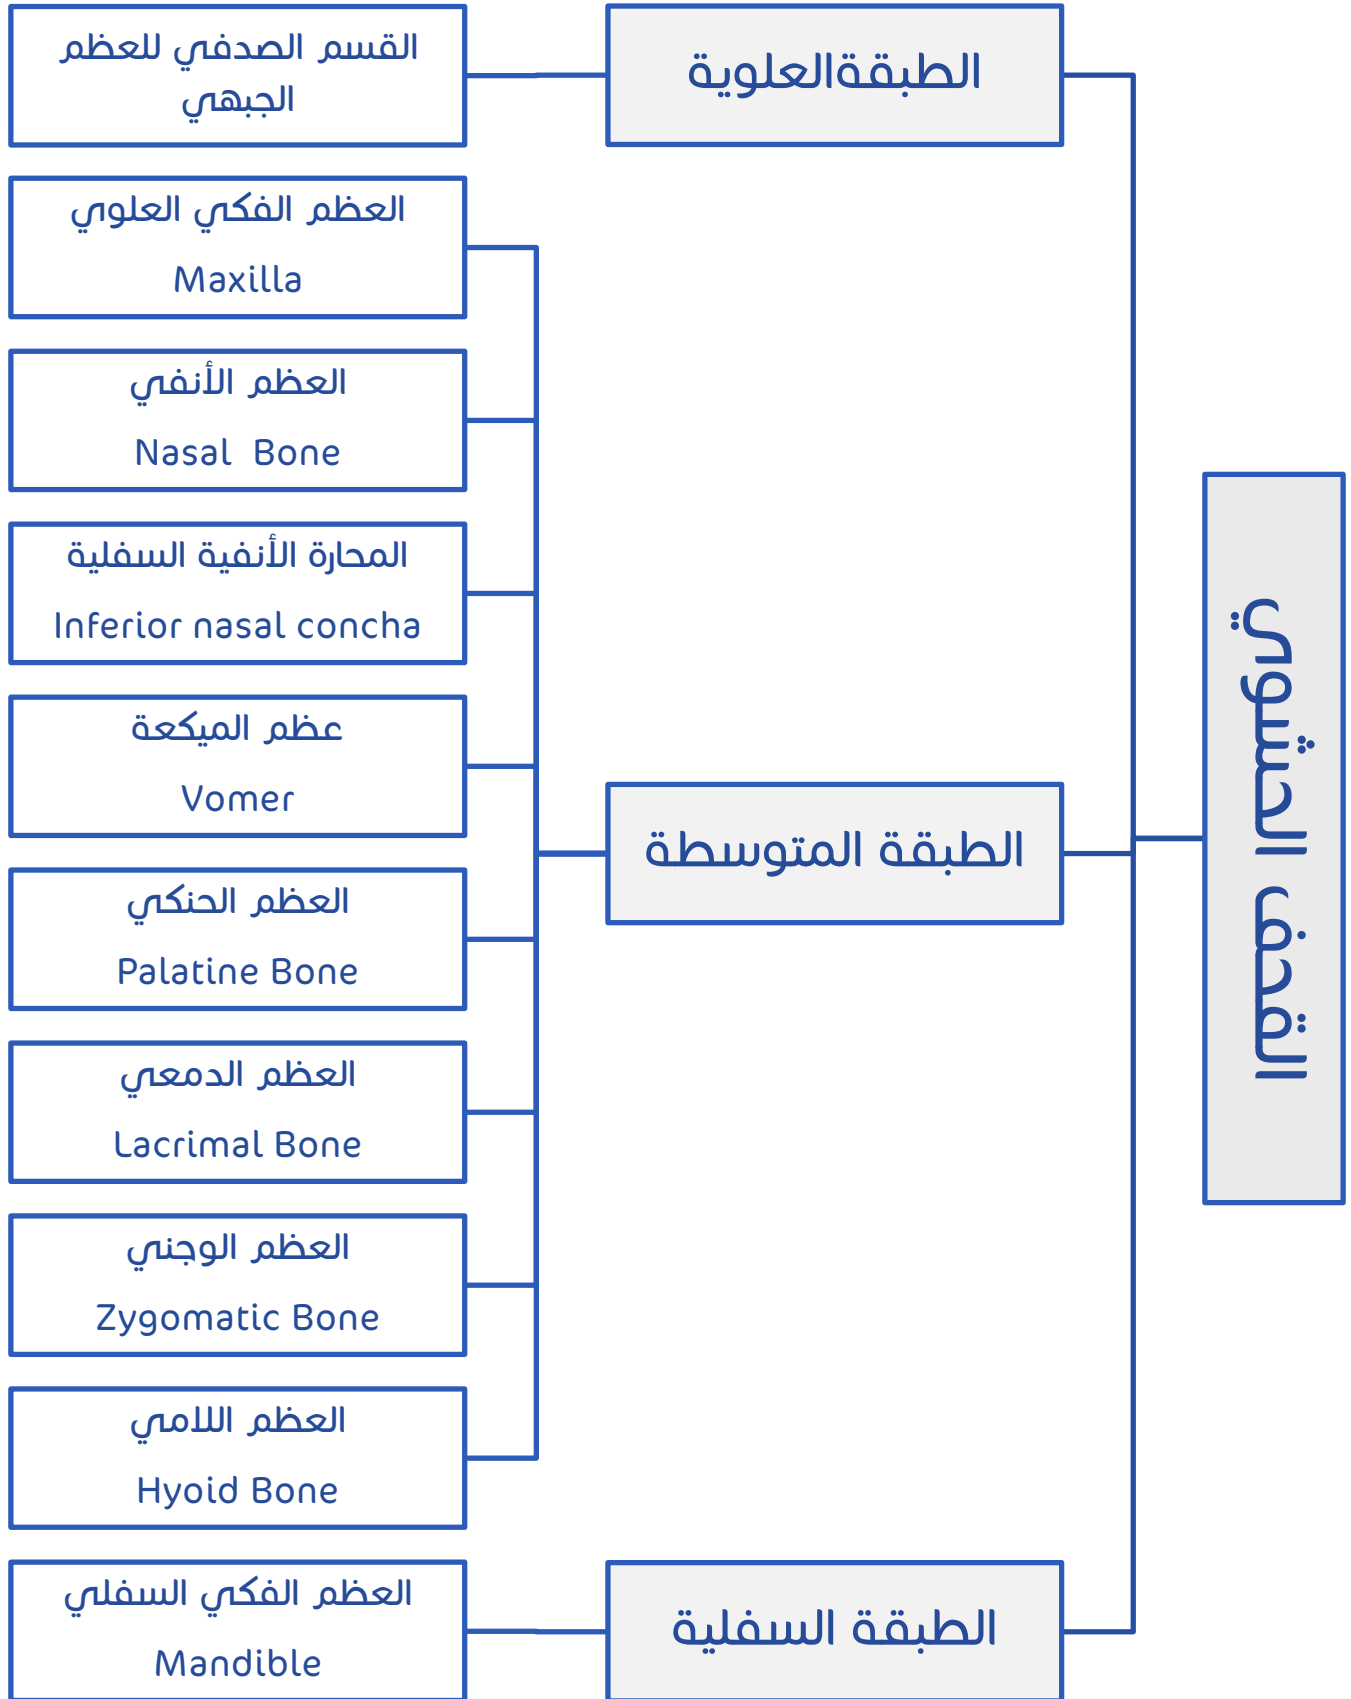 القحف الحشوي
الطبقةالعلوية
القسم الصدفي للعظم
الجبهي
الطبقة المتوسطة
العظم الفكي العلوي
Maxilla
العظم الأنفي
Nasal Bone
المحارة الأنفية السفلية
Inferior nasal concha
عظم الميكعة
Vomer
العظم الحنكي
Palatine Bone
العظم الدمعي
Lacrimal Bone
العظم الوجني
Zygomatic Bone
العظم اللامي
Hyoid Bone
الطبقة السفلية
العظم الفكي السفلي
Mandible